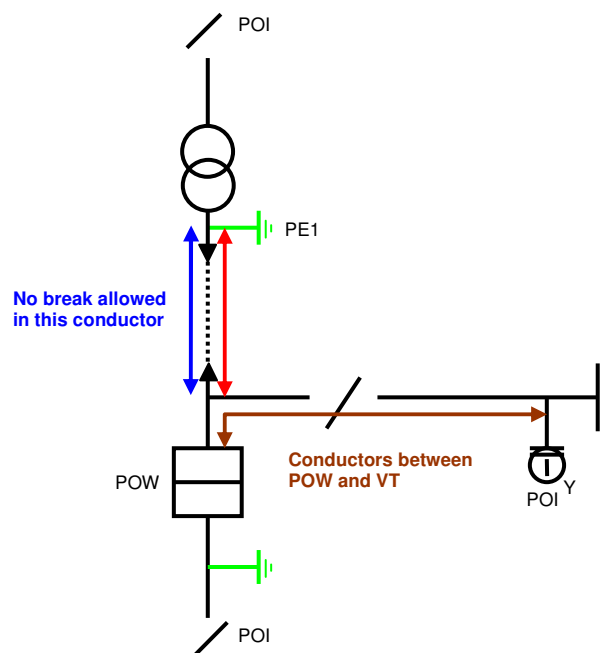 POI
PE1
No break allowed
in this conductor
Conductors between
POW and VT
POW
Y
POI
POI